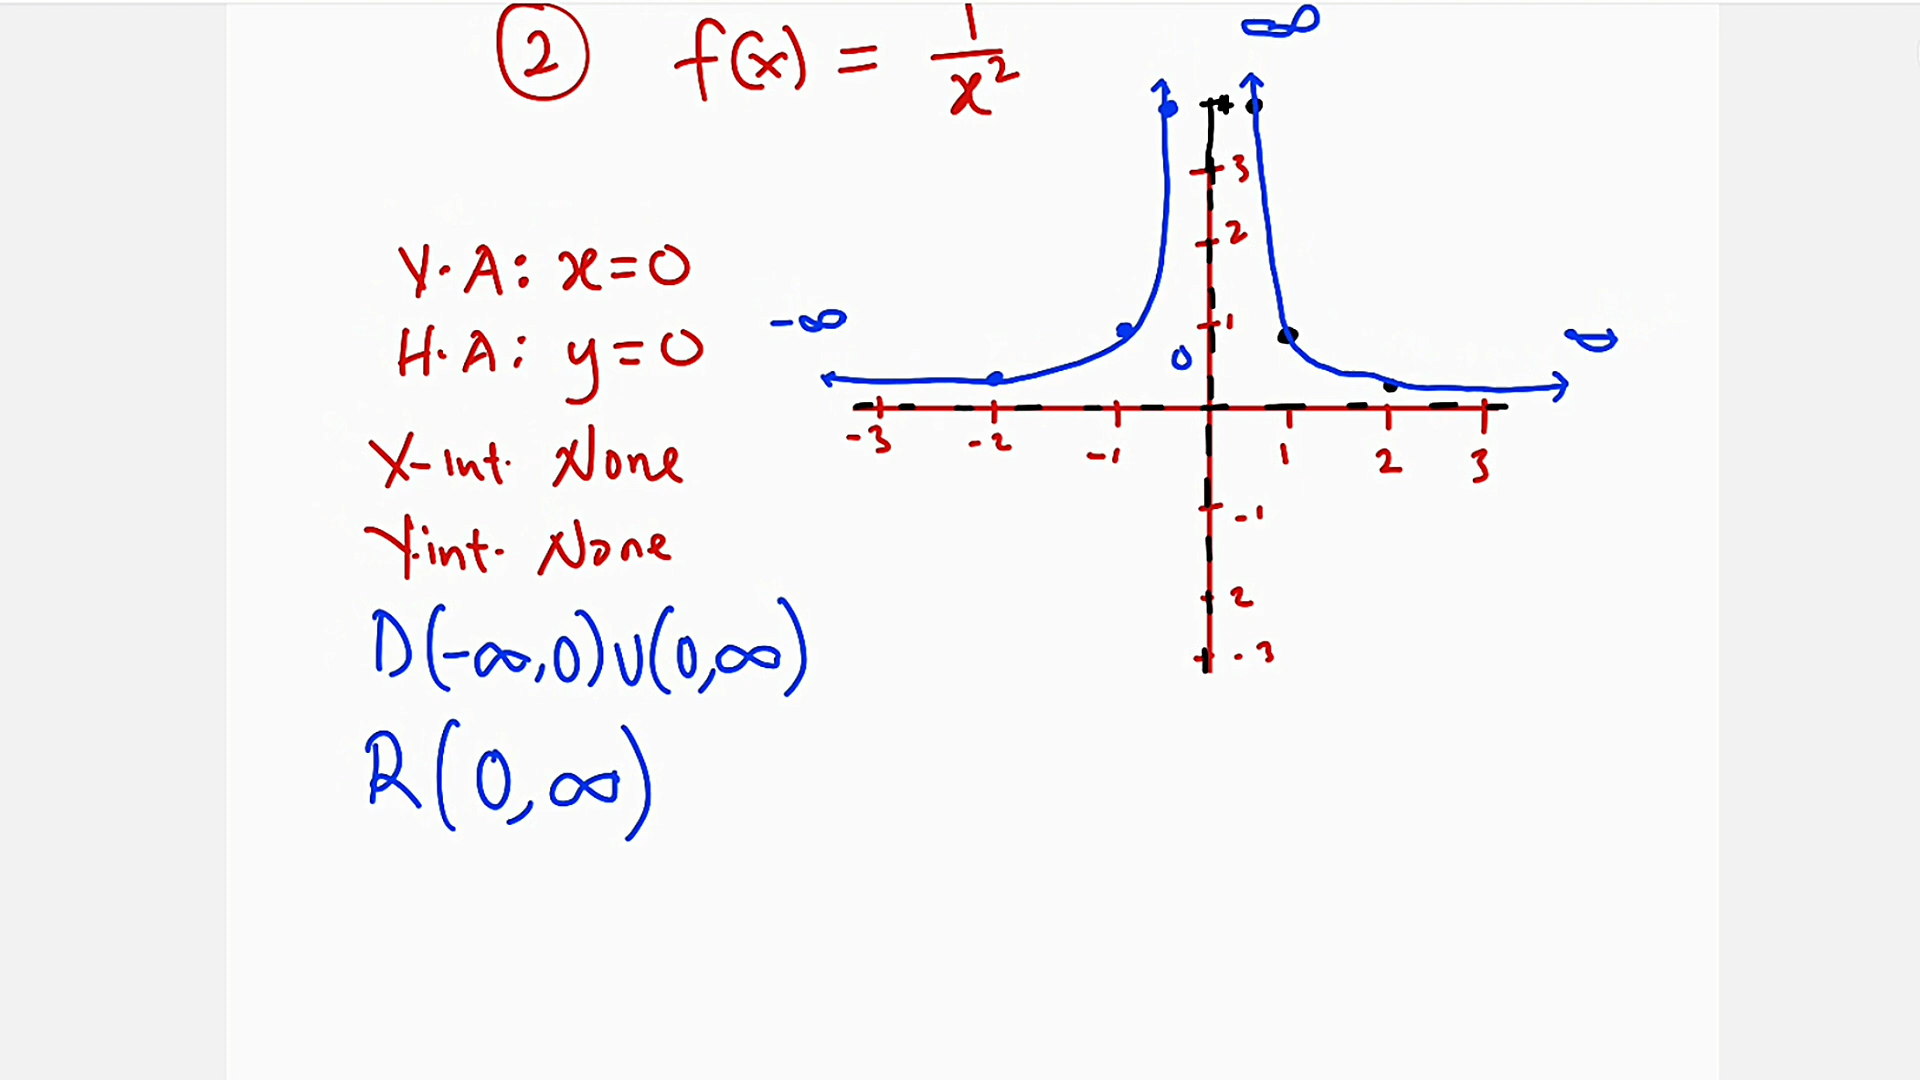 ② f(x) = 1/x²
∞
3
2
V.A: x=0
-∞
1
∞
H.A: y=0
0
-3 -2 -1 1 2 3
X-int. None
-1
Y.int. None
2
D(-∞,0)∪(0,∞)
-3
R(0,∞)